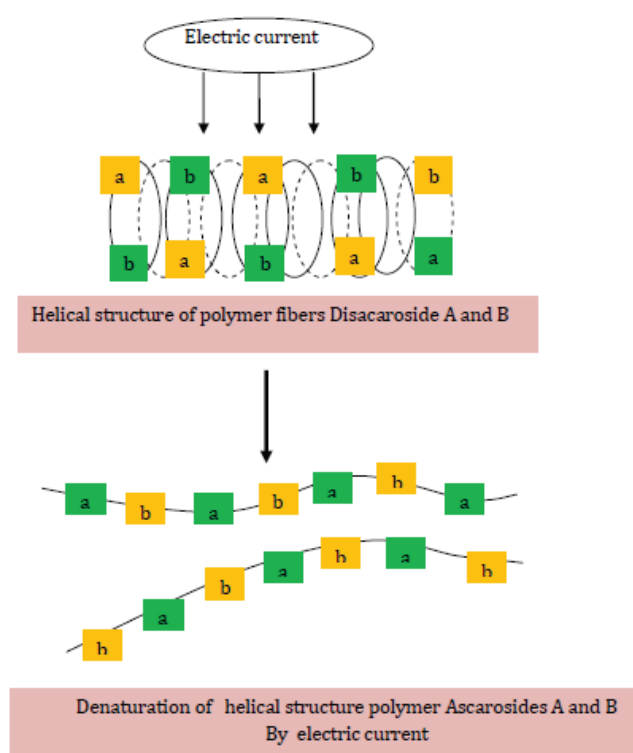 Electric current
a b a b b
b a b a a
Helical structure of polymer fibers Disacaroside A and B
a b a b a b a
b a b a b a b
Denaturation of helical structure polymer Ascarosides A and B
By electric current